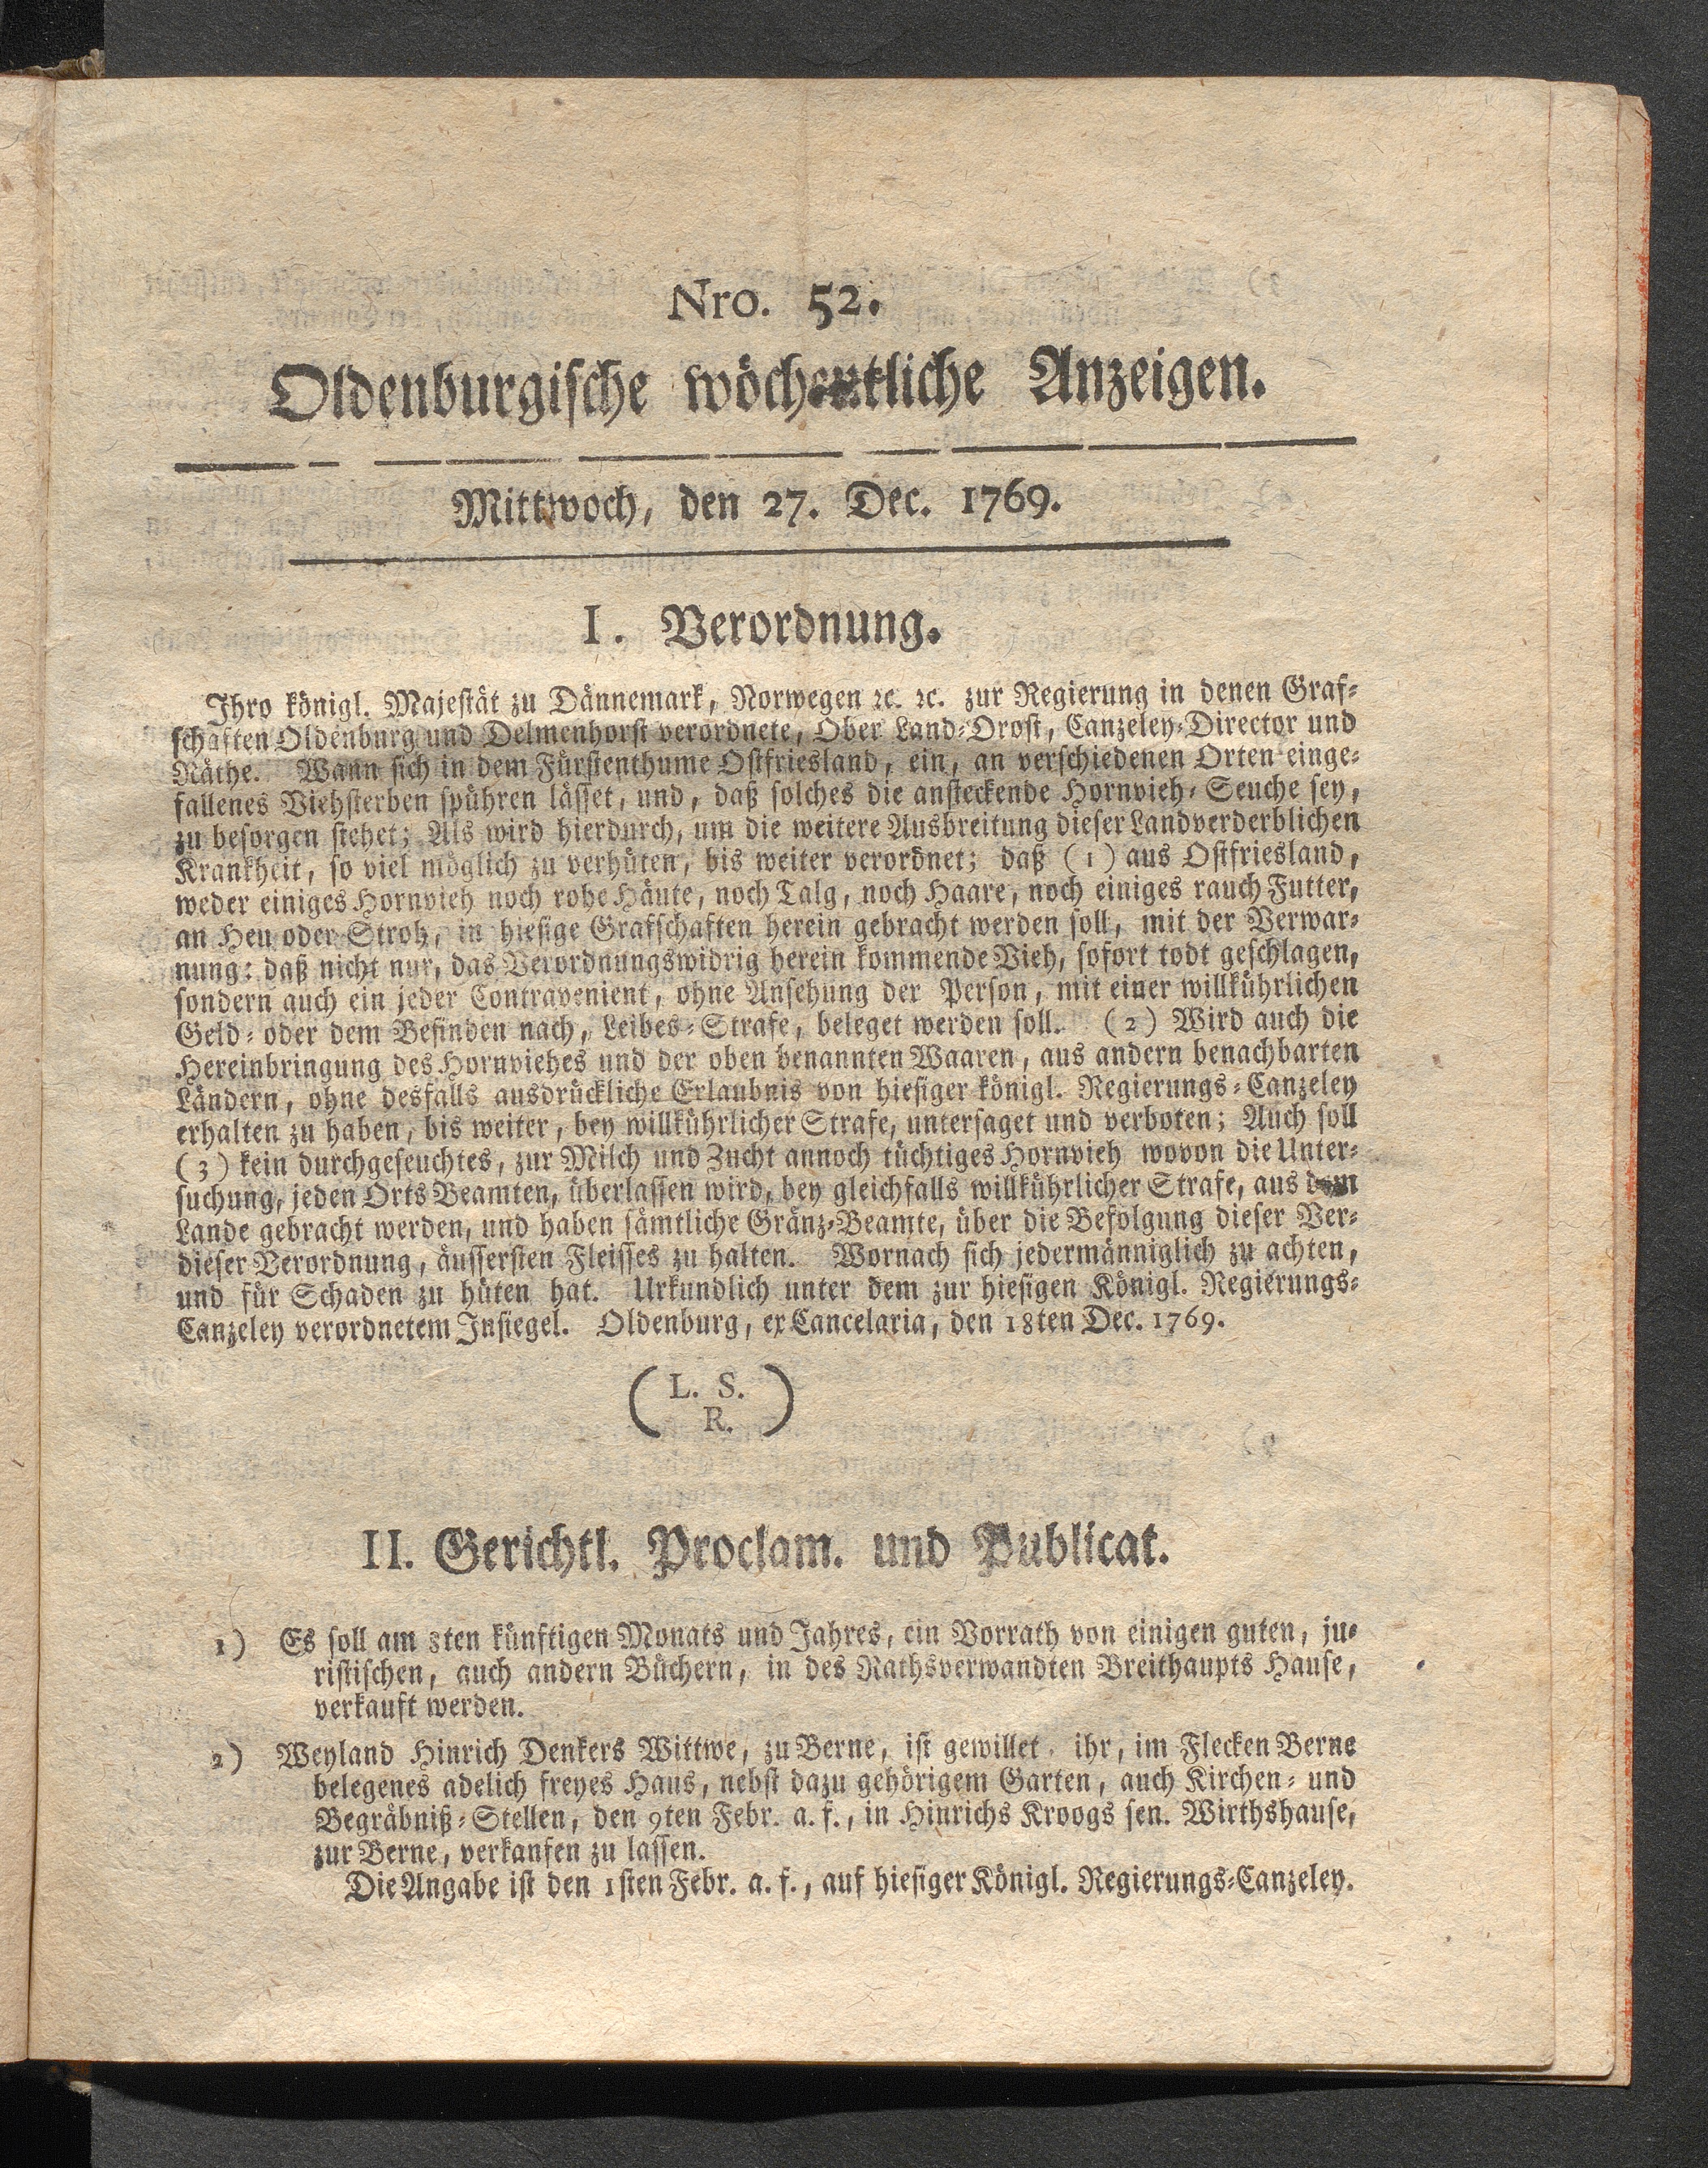 Nro. 52.
Oldenburgische wöchentliche Anzeigen.
Mittwoch, den 27. Dec. 1769.
I. Verordnung.
Ihro königl. Majestät zu Dännemark, Norwegen ꝛc. ꝛc. zur Regierung in denen Graf-
schaften Oldenburg und Delmenhorst verordnete, Ober Land-Drost, Canzeley-Director und
Räthe. Wann sich in dem Fürstenthume Ostfriesland, ein, an verschiedenen Orten einge-
fallenes Viehsterben spühren lässet, und, daß solches die ansteckende Hornvieh-Seuche sey,
zu besorgen stehet; Als wird hierdurch, um die weitere Ausbreitung dieser Landverderblichen
Krankheit, so viel möglich zu verhüten, bis weiter verordnet; daß (1) aus Ostfriesland,
weder einiges Hornvieh noch rohe Häute, noch Talg, noch Haare, noch einiges rauch Futter,
an Heu oder Stroh, in hiesige Grafschaften herein gebracht werden soll, mit der Verwar-
nung: daß nicht nur, das Verordnungswidrig herein kommende Vieh, sofort todt geschlagen,
sondern auch ein jeder Contravenient, ohne Ansehung der Person, mit einer willkührlichen
Geld- oder dem Befinden nach, Leibes-Strafe, beleget werden soll. (2) Wird auch die
Hereinbringung des Hornviehes und der oben benannten Waaren, aus andern benachbarten
Ländern, ohne desfalls ausdrückliche Erlaubnis von hiesiger königl. Regierungs-Canzeley
erhalten zu haben, bis weiter, bey willkührlicher Strafe, untersaget und verboten; Auch soll
(3) kein durchgeseuchtes, zur Milch und Zucht annoch tüchtiges Hornvieh wovon die Unter-
suchung, jeden Orts Beamten, überlassen wird, bey gleichfalls willkührlicher Strafe, aus dem
Lande gebracht werden, und haben sämtliche Gränz-Beamte, über die Befolgung dieser Ver-
dieser Verordnung, äussersten Fleisses zu halten. Wornach sich jedermänniglich zu achten,
und für Schaden zu hüten hat. Urkundlich unter dem zur hiesigen Königl. Regierungs-
Canzeley verordnetem Insiegel. Oldenburg, ex Cancelaria, den 18ten Dec. 1769.
( L. S.
R. )
II. Gerichtl. Proclam. und Publicat.
1) Es soll am 8ten künftigen Monats und Jahres, ein Vorrath von einigen guten, ju-
ristischen, auch andern Büchern, in des Rathsverwandten Breithaupts Hause,
verkauft werden.
2) Weyland Hinrich Denkers Wittwe, zu Berne, ist gewillet, ihr, im Flecken Berne
belegenes adelich freyes Haus, nebst dazu gehörigem Garten, auch Kirchen- und
Begräbniß-Stellen, den 9ten Febr. a. f., in Hinrichs Kroogs sen. Wirthshause,
zur Berne, verkaufen zu lassen.
Die Angabe ist den 1sten Febr. a. f., auf hiesiger Königl. Regierungs-Canzeley.